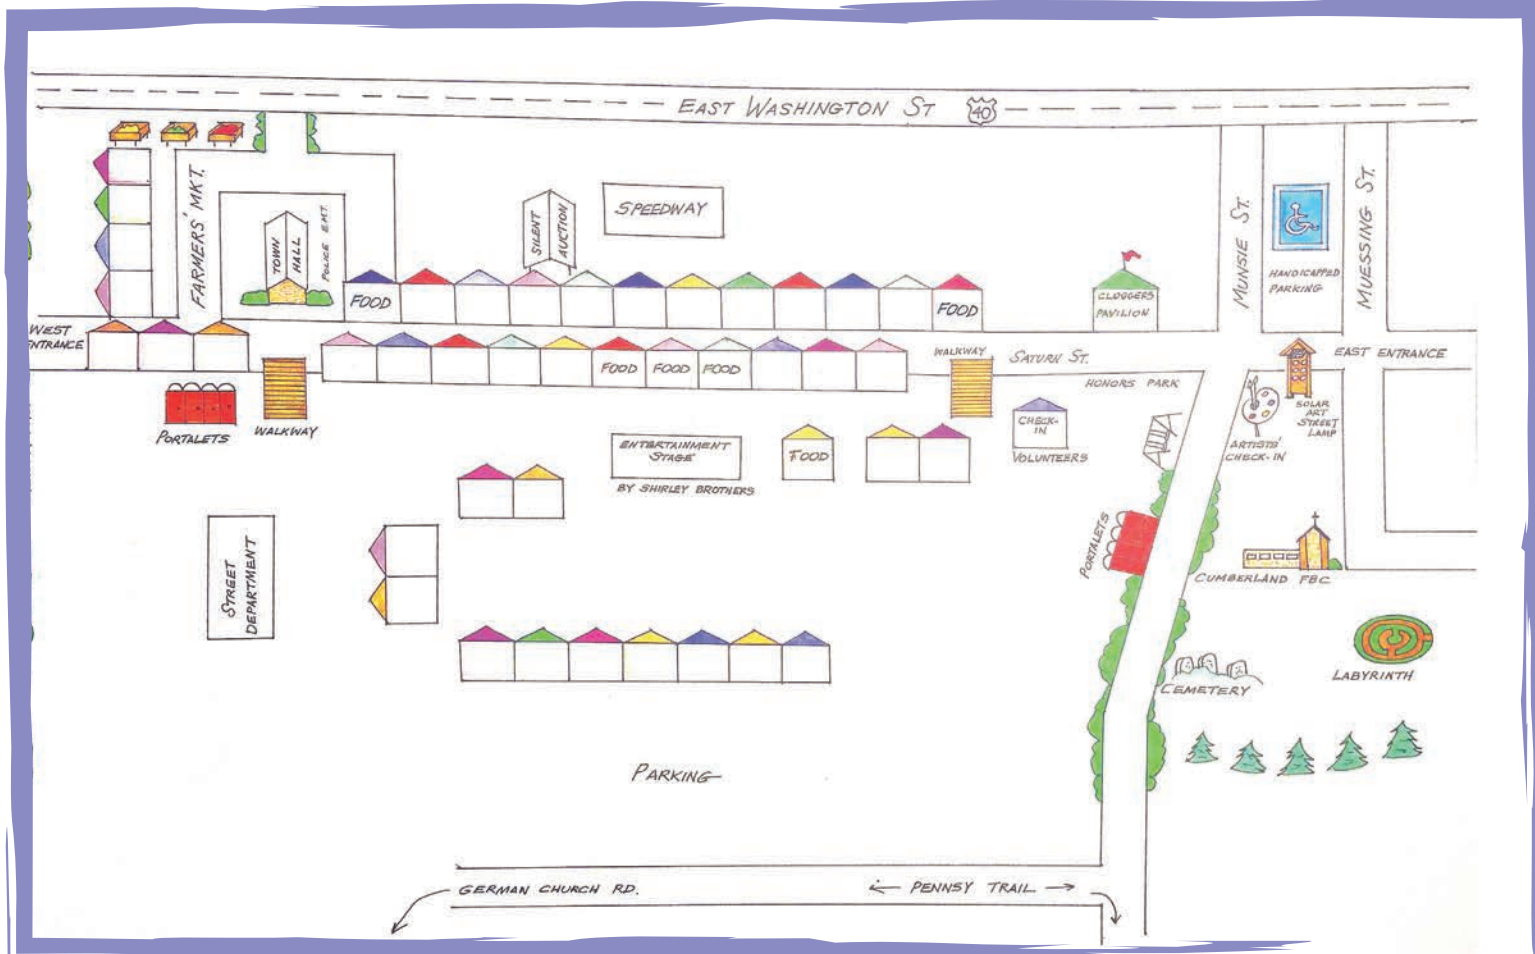 EAST WASHINGTON ST
40
FARMERS' MKT.
TOWN
HALL
POLICE E.M.T.
SILENT
AUCTION
SPEEDWAY
MUNSIE ST.
HANDICAPPED
PARKING
MUESSING ST.
CLOGGERS
PAVILION
FOOD
FOOD
WEST
ENTRANCE
FOOD
FOOD
FOOD
WALKWAY
SATURN ST.
EAST ENTRANCE
HONORS PARK
SOLAR
ART
STREET
LAMP
PORTALETS
WALKWAY
ENTERTAINMENT
STAGE
BY SHIRLEY BROTHERS
FOOD
CHECK-
IN
VOLUNTEERS
ARTISTS'
CHECK-IN
STREET
DEPARTMENT
PORTALETS
CUMBERLAND FBC
CEMETERY
LABYRINTH
PARKING
GERMAN CHURCH RD.
PENNSY TRAIL